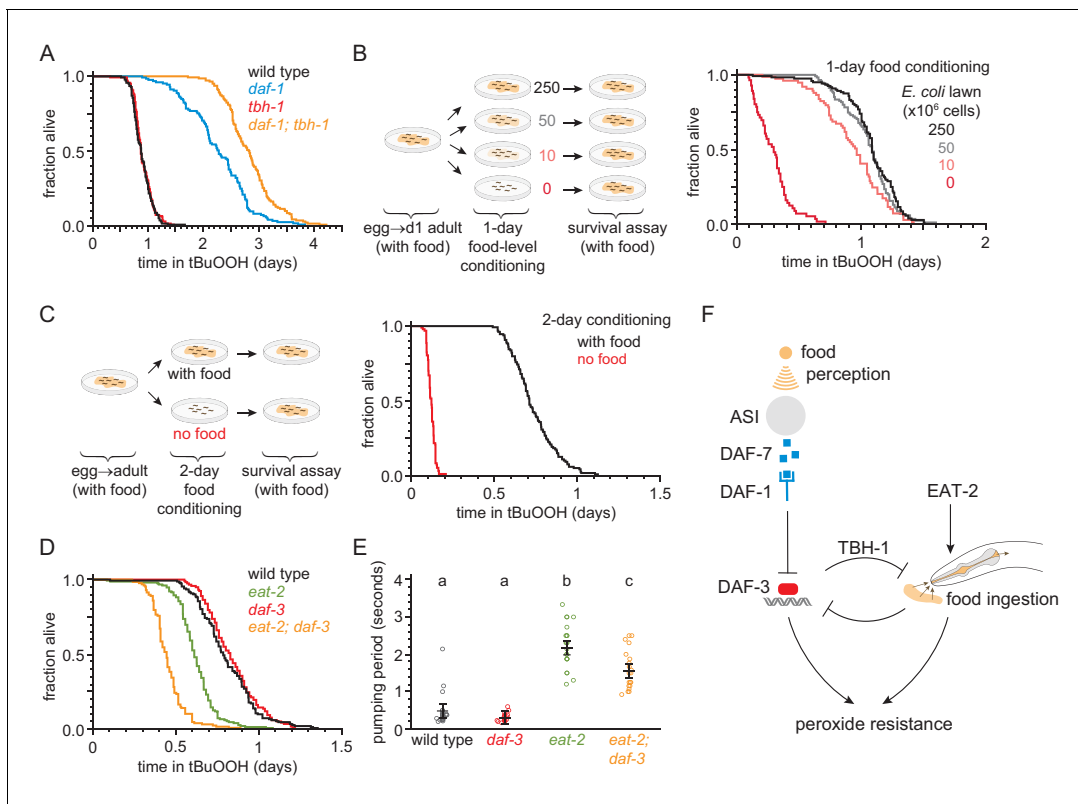 A
fraction alive
1.0
0.5
0.0
0 1 2 3 4
time in tBuOOH (days)
wild type
daf-1
tbh-1
daf-1; tbh-1
B
250
50
10
0
egg→d1 adult
(with food)
1-day
food-level
conditioning
survival assay
(with food)
fraction alive
1.0
0.5
0.0
0 1 2
time in tBuOOH (days)
1-day food conditioning
E. coli lawn
(x10⁶ cells)
250
50
10
0
C
with food
no food
egg→adult
(with food)
2-day
food
conditioning
survival assay
(with food)
fraction alive
1.0
0.5
0.0
0 0.5 1 1.5
time in tBuOOH (days)
2-day conditioning
with food
no food
D
fraction alive
1.0
0.5
0.0
0 0.5 1 1.5
time in tBuOOH (days)
wild type
eat-2
daf-3
eat-2; daf-3
E
pumping period (seconds)
4
3
2
1
0
a a b c
wild type daf-3 eat-2 eat-2;
daf-3
F
food
perception
ASI
DAF-7
DAF-1
EAT-2
TBH-1
DAF-3
food ingestion
peroxide resistance